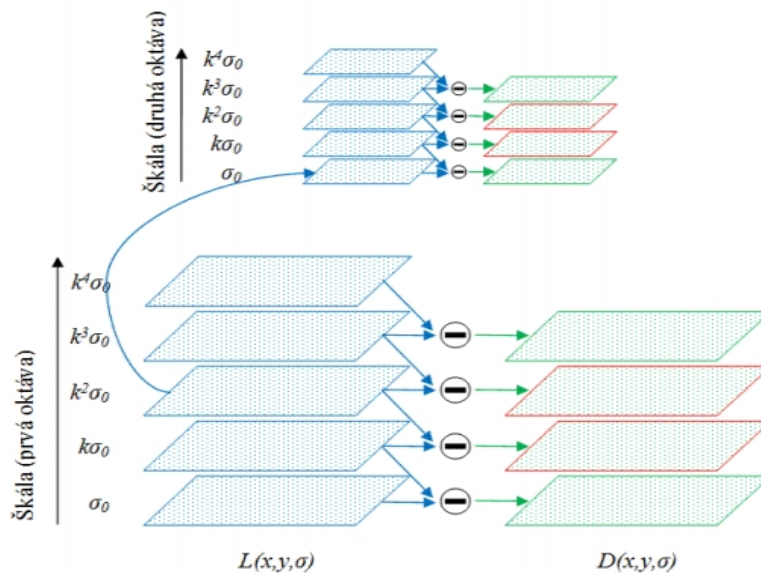 Škála (druhá oktáva)
k⁴σ₀
k³σ₀
k²σ₀
kσ₀
σ₀
Škála (prvá oktáva)
k⁴σ₀
k³σ₀
k²σ₀
kσ₀
σ₀
L(x,y,σ) D(x,y,σ)